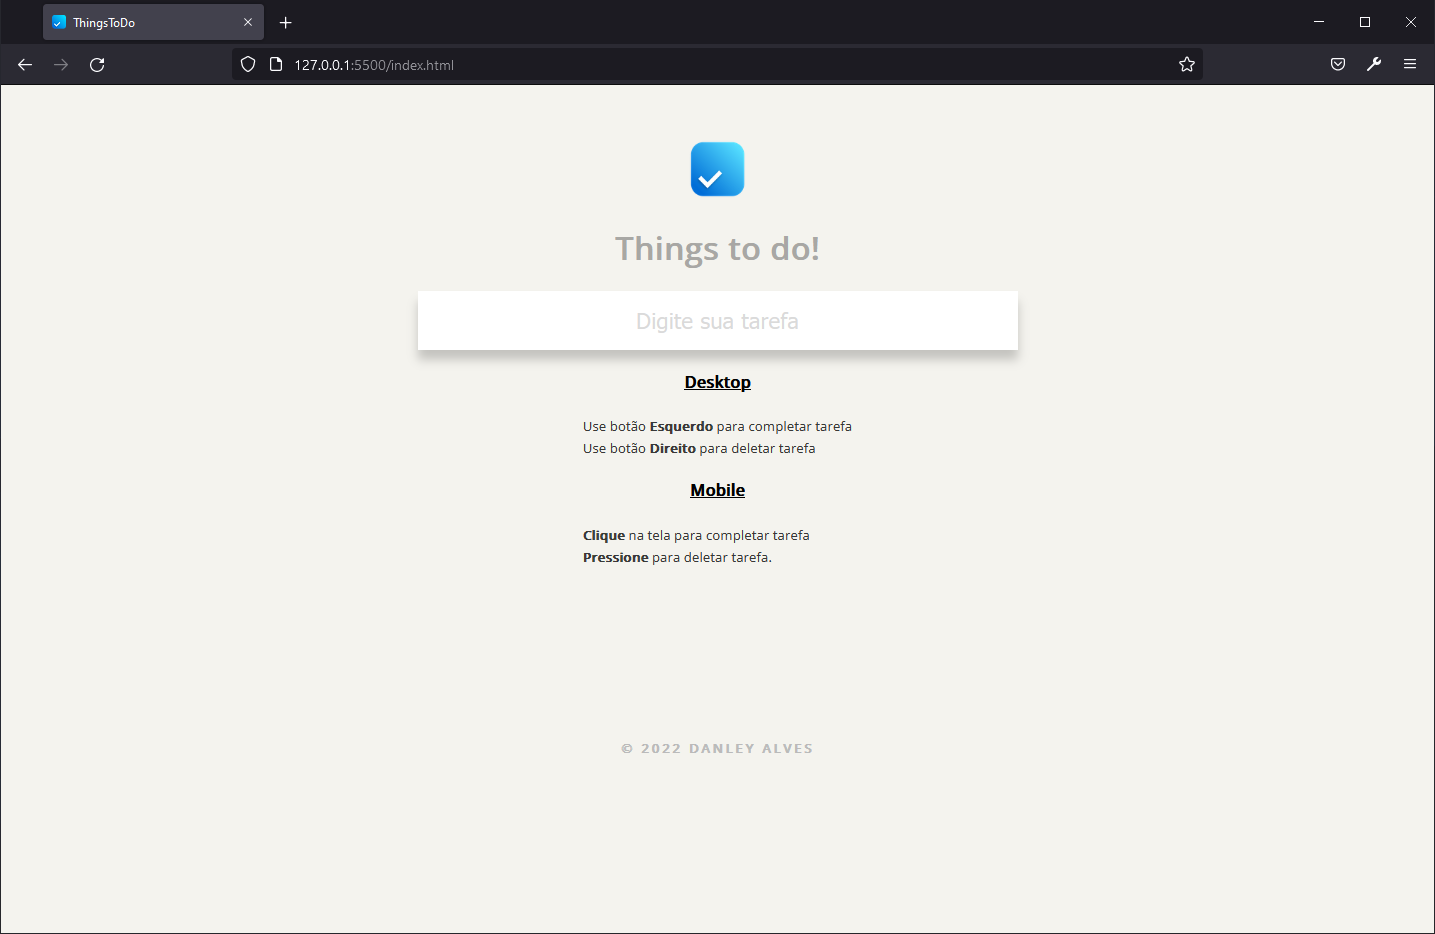 ThingsToDo
127.0.0.1:5500/index.html
Things to do!
Digite sua tarefa
Desktop
Use botão Esquerdo para completar tarefa
Use botão Direito para deletar tarefa
Mobile
Clique na tela para completar tarefa
Pressione para deletar tarefa.
© 2022 DANLEY ALVES